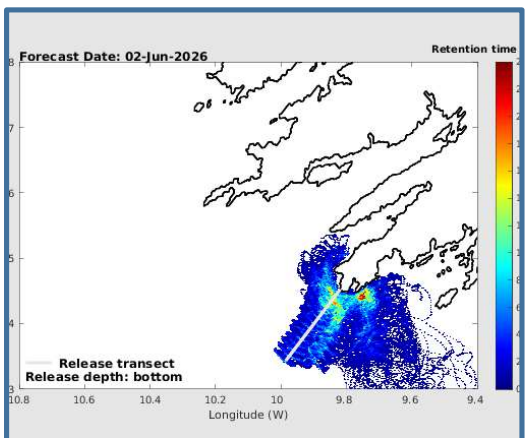 Retention time
Forecast Date: 02-Jun-2026
8
7
6
5
4
3
Release transect
Release depth: bottom
10.8 10.6 10.4 10.2 10 9.8 9.6 9.4
Longitude (W)